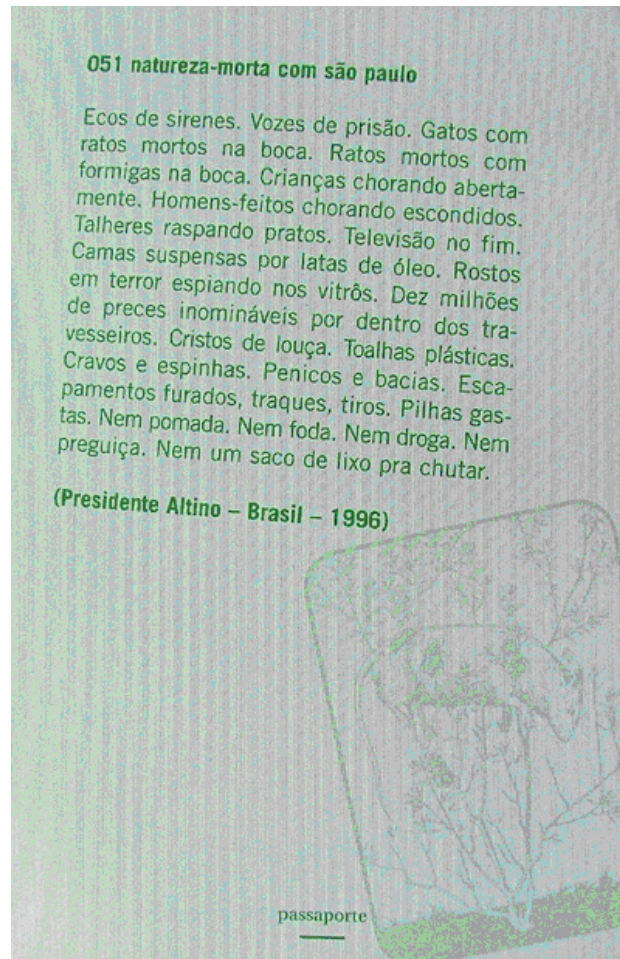 051 natureza-morta com são paulo
Ecos de sirenes. Vozes de prisão. Gatos com
ratos mortos na boca. Ratos mortos com
formigas na boca. Crianças chorando aberta-
mente. Homens-feitos chorando escondidos.
Talheres raspando pratos. Televisão no fim.
Camas suspensas por latas de óleo. Rostos
em terror espiando nos vitrôs. Dez milhões
de preces inomináveis por dentro dos tra-
vesseiros. Cristos de louça. Toalhas plásticas.
Cravos e espinhas. Penicos e bacias. Esca-
pamentos furados, traques, tiros. Pilhas gas-
tas. Nem pomada. Nem foda. Nem droga. Nem
preguiça. Nem um saco de lixo pra chutar.
(Presidente Altino – Brasil – 1996)
passaporte